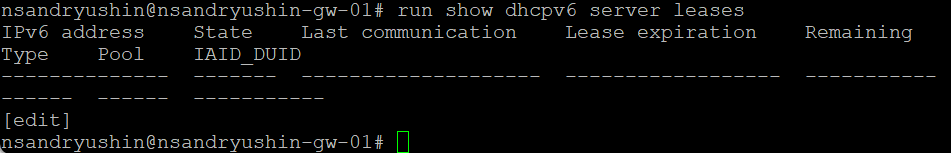 nsandryushin@nsandryushin-gw-01# run show dhcpv6 server leases
IPv6 address    State    Last communication    Lease expiration    Remaining
Type    Pool    IAID_DUID
--------------  -------  --------------------  ------------------  -----------
------  ------  -----------
[edit]
nsandryushin@nsandryushin-gw-01#